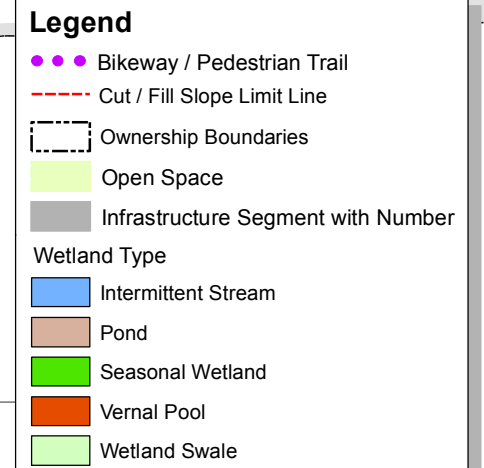 Legend
Bikeway / Pedestrian Trail
Cut / Fill Slope Limit Line
Ownership Boundaries
Open Space
Infrastructure Segment with Number
Wetland Type
Intermittent Stream
Pond
Seasonal Wetland
Vernal Pool
Wetland Swale